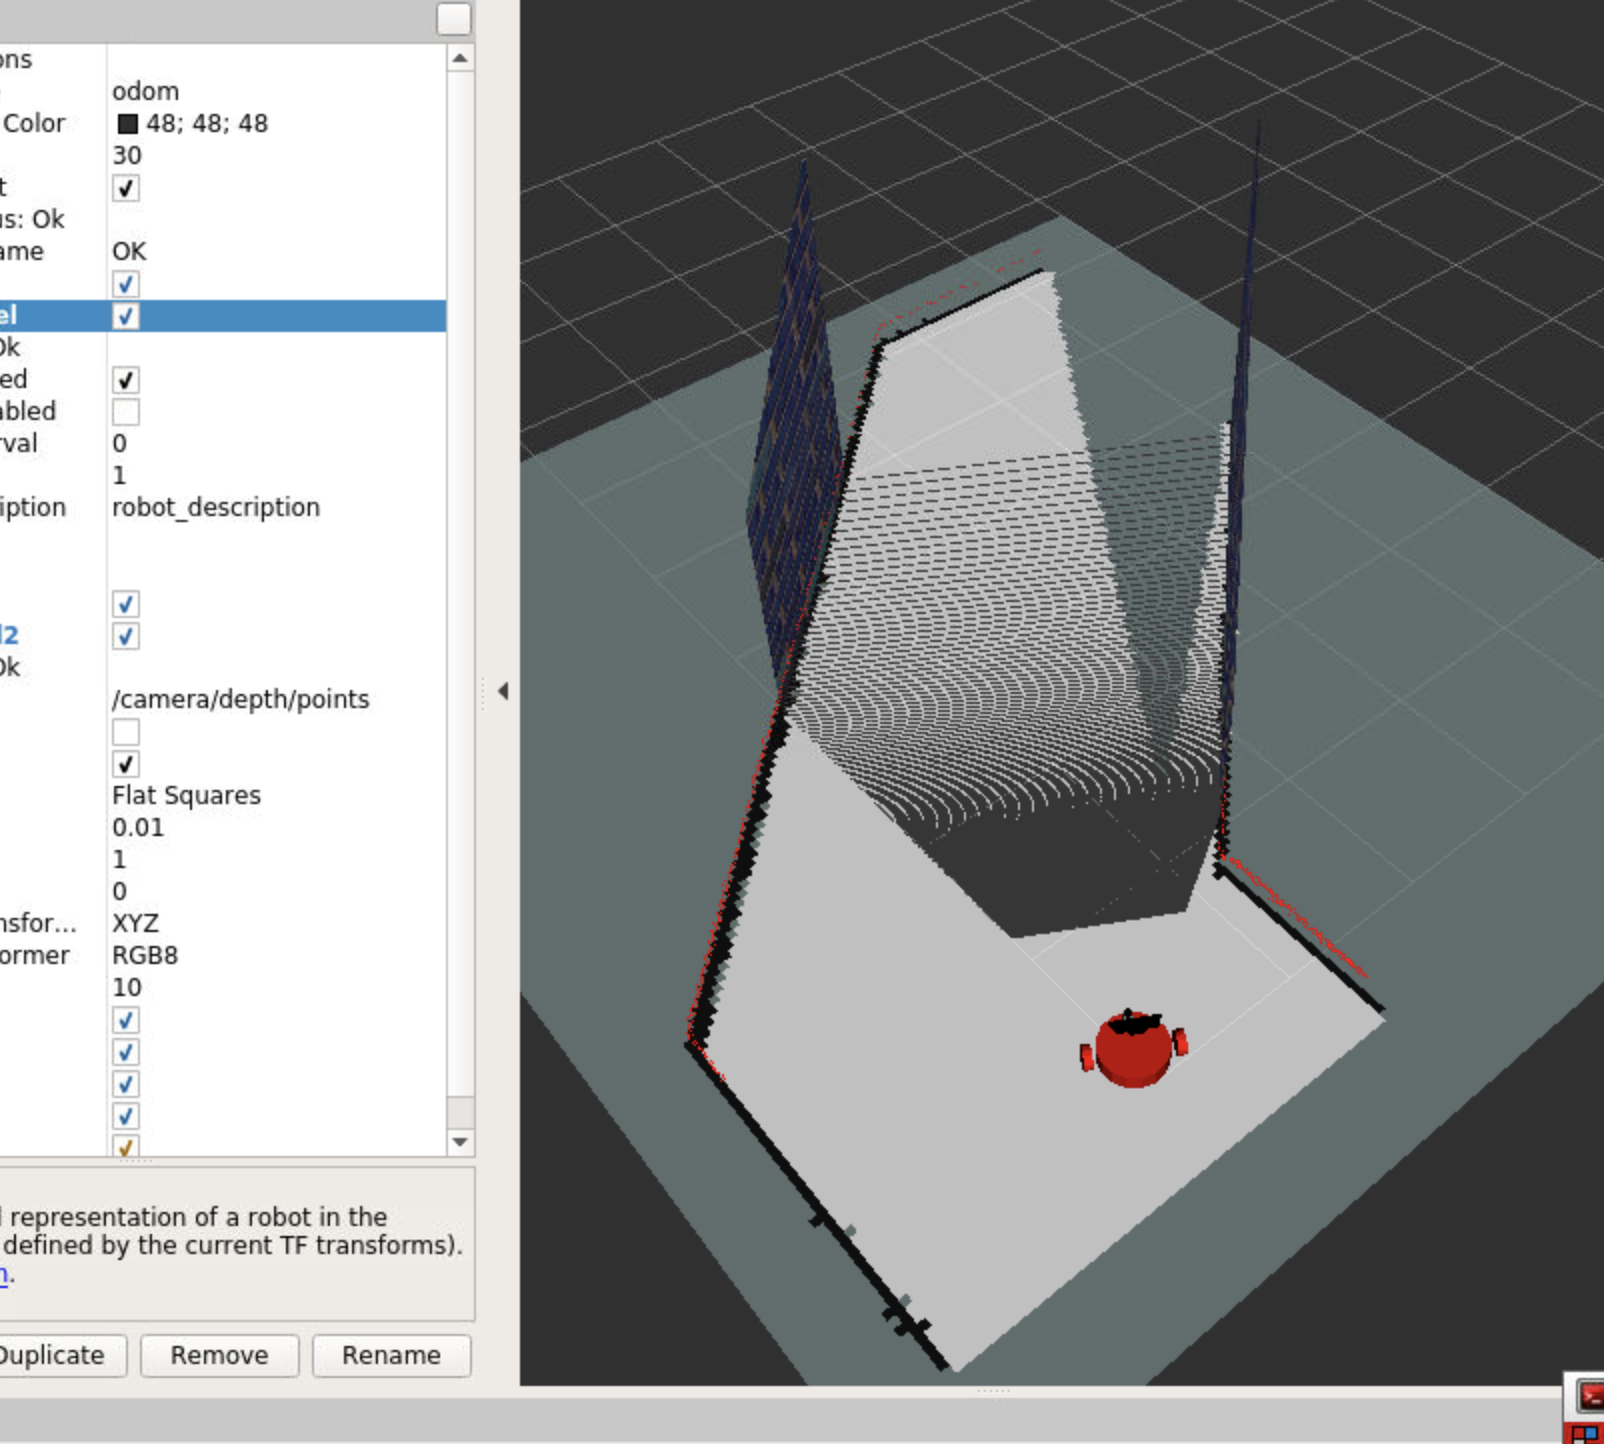 ons
odom
Color 48; 48; 48
30
t
us: Ok
ame OK
el
Ok
ed
abled
rval 0
1
iption robot_description
l2
Ok
/camera/depth/points
Flat Squares
0.01
1
0
nsfor... XYZ
ormer RGB8
10
l representation of a robot in the
defined by the current TF transforms).
n.
Duplicate Remove Rename